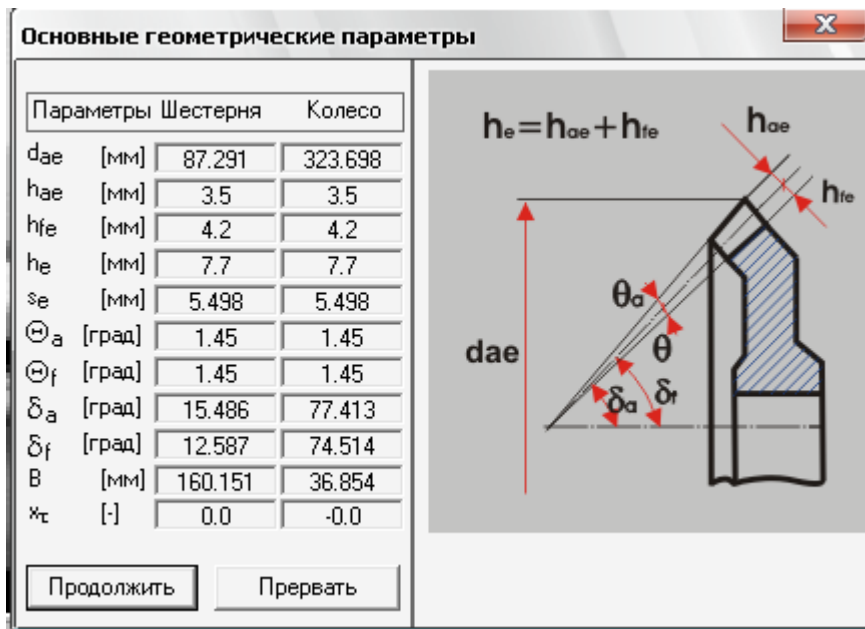 Основные геометрические парам
Параметры Шестерня Колесо
dae [мм] 87.291 323.698
hae [мм] 3.5 3.5
hfe [мм] 4.2 4.2
he [мм] 7.7 7.7
se [мм] 5.498 5.498
Θa [град] 1.45 1.45
Θf [град] 1.45 1.45
δa [град] 15.486 77.413
δf [град] 12.587 74.514
B [мм] 160.151 36.854
xτ [-] 0.0 -0.0
Продолжить Прервать
he=hae+hfe
hae
hfe
θa
θ
dae
δa
δf